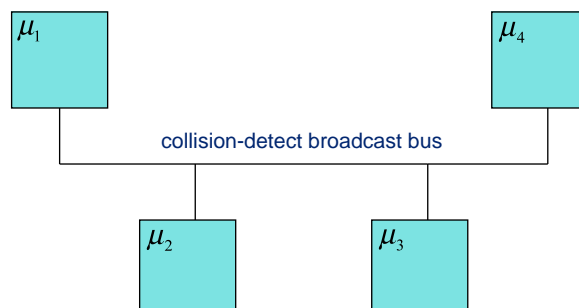 μ₁
μ₄
collision-detect broadcast bus
μ₂
μ₃